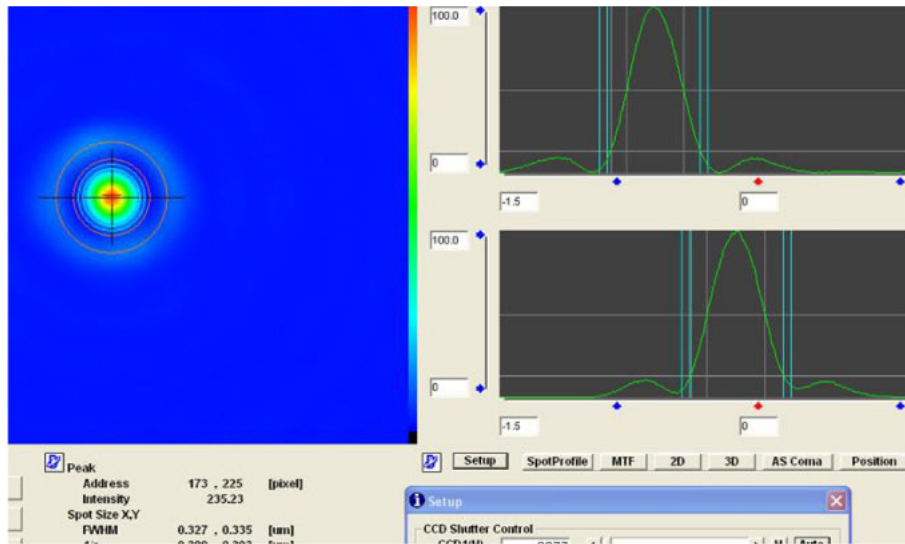 100.0
0
-1.5
0
100.0
0
-1.5
0
Setup SpotProfile MTF 2D 3D AS Coma Position
Peak
Address 173 , 225 [pixel]
Intensity 235.23
Spot Size X,Y
FWHM 0.327 , 0.335 [um]
Setup
CCD Shutter Control
Auto